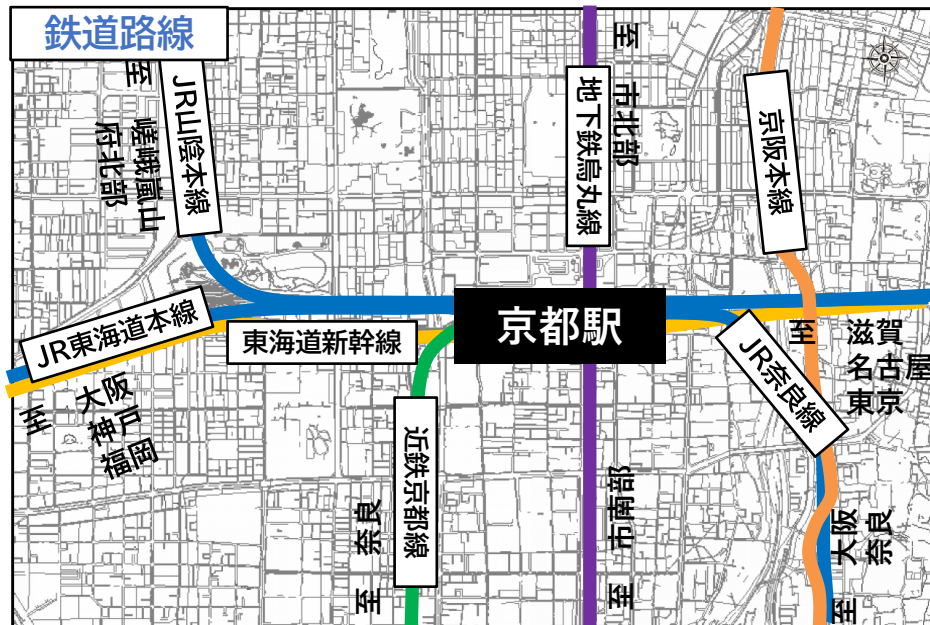 鉄道路線
至 嵯峨嵐山
府北部
JR山陰本線
地下鉄烏丸線
至 市北部
京阪本線
JR東海道本線
東海道新幹線
京都駅
至 滋賀
名古屋
東京
JR奈良線
至 大阪
神戸
福岡
近鉄京都線
至 奈良
市南部 至
大阪
奈良
至